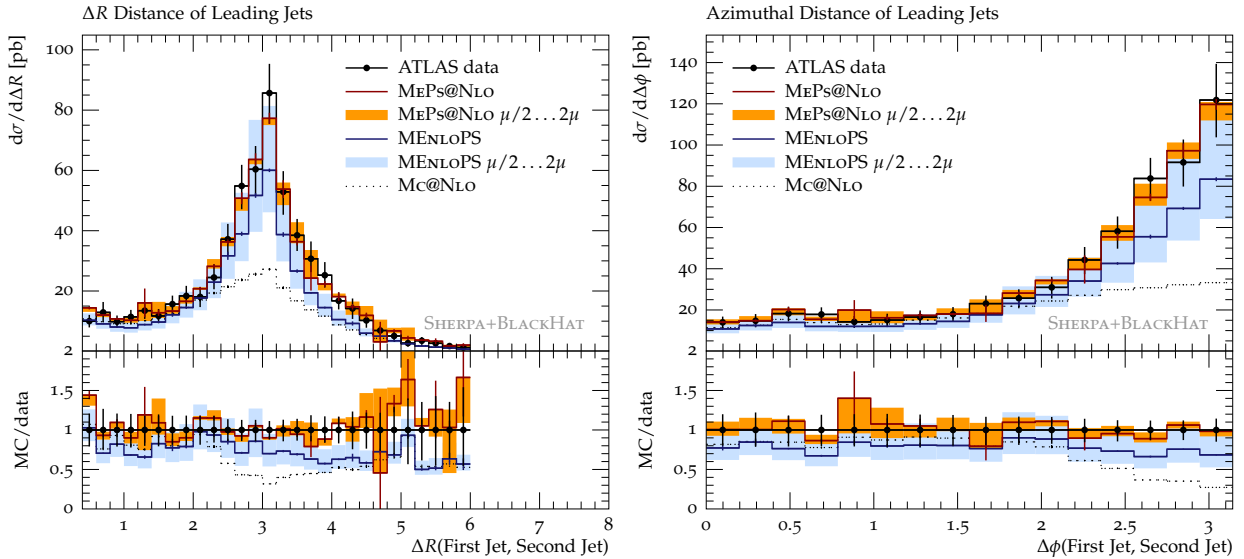 ΔR Distance of Leading Jets
dσ/dΔR [pb]
100
80
60
40
20
ATLAS data
MEPS@NLO
MEPS@NLO μ/2 . . . 2μ
MENLOPS
MENLOPS μ/2 . . . 2μ
MC@NLO
SHERPA+BLACKHAT
MC/data
2
1.5
1
0.5
0
1 2 3 4 5 6 7 8
ΔR(First Jet, Second Jet)
Azimuthal Distance of Leading Jets
dσ/dΔϕ [pb]
140
120
100
80
60
40
20
0
ATLAS data
MEPS@NLO
MEPS@NLO μ/2 . . . 2μ
MENLOPS
MENLOPS μ/2 . . . 2μ
MC@NLO
SHERPA+BLACKHAT
MC/data
1.5
1
0.5
0
0 0.5 1 1.5 2 2.5 3
Δϕ(First Jet, Second Jet)